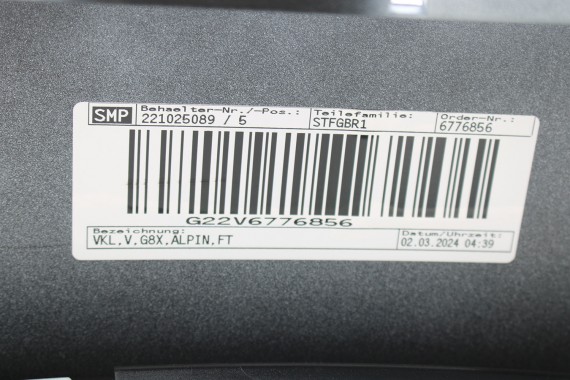 SMP
Behaelter-Nr./-Pos.: Teilefamilie: Order-Nr.:
221025089 / 5 STFGBR1 6776856
G22V6776856
Bezeichnung: Datum/Uhrzeit:
VKL.V.G8X.ALPIN.FT 02.03.2024 04:39